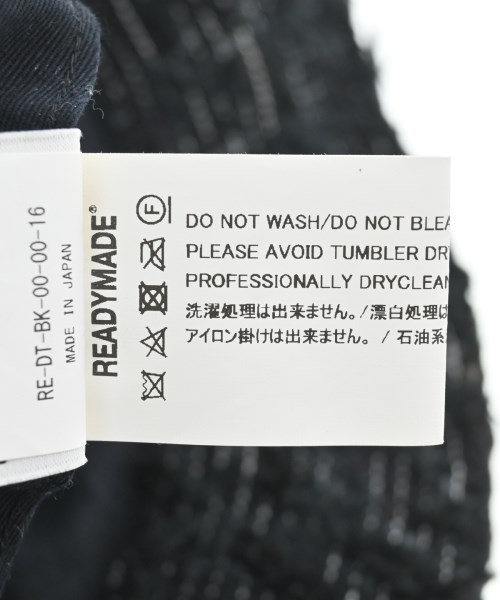 RE-DT-BK-00-00-16
MADE IN JAPAN
READYMADE®
F
DO NOT WASH/DO NOT BLEA
PLEASE AVOID TUMBLER DR
PROFESSIONALLY DRYCLEAN
洗濯処理は出来ません。/漂白処理は
アイロン掛けは出来ません。 / 石油系